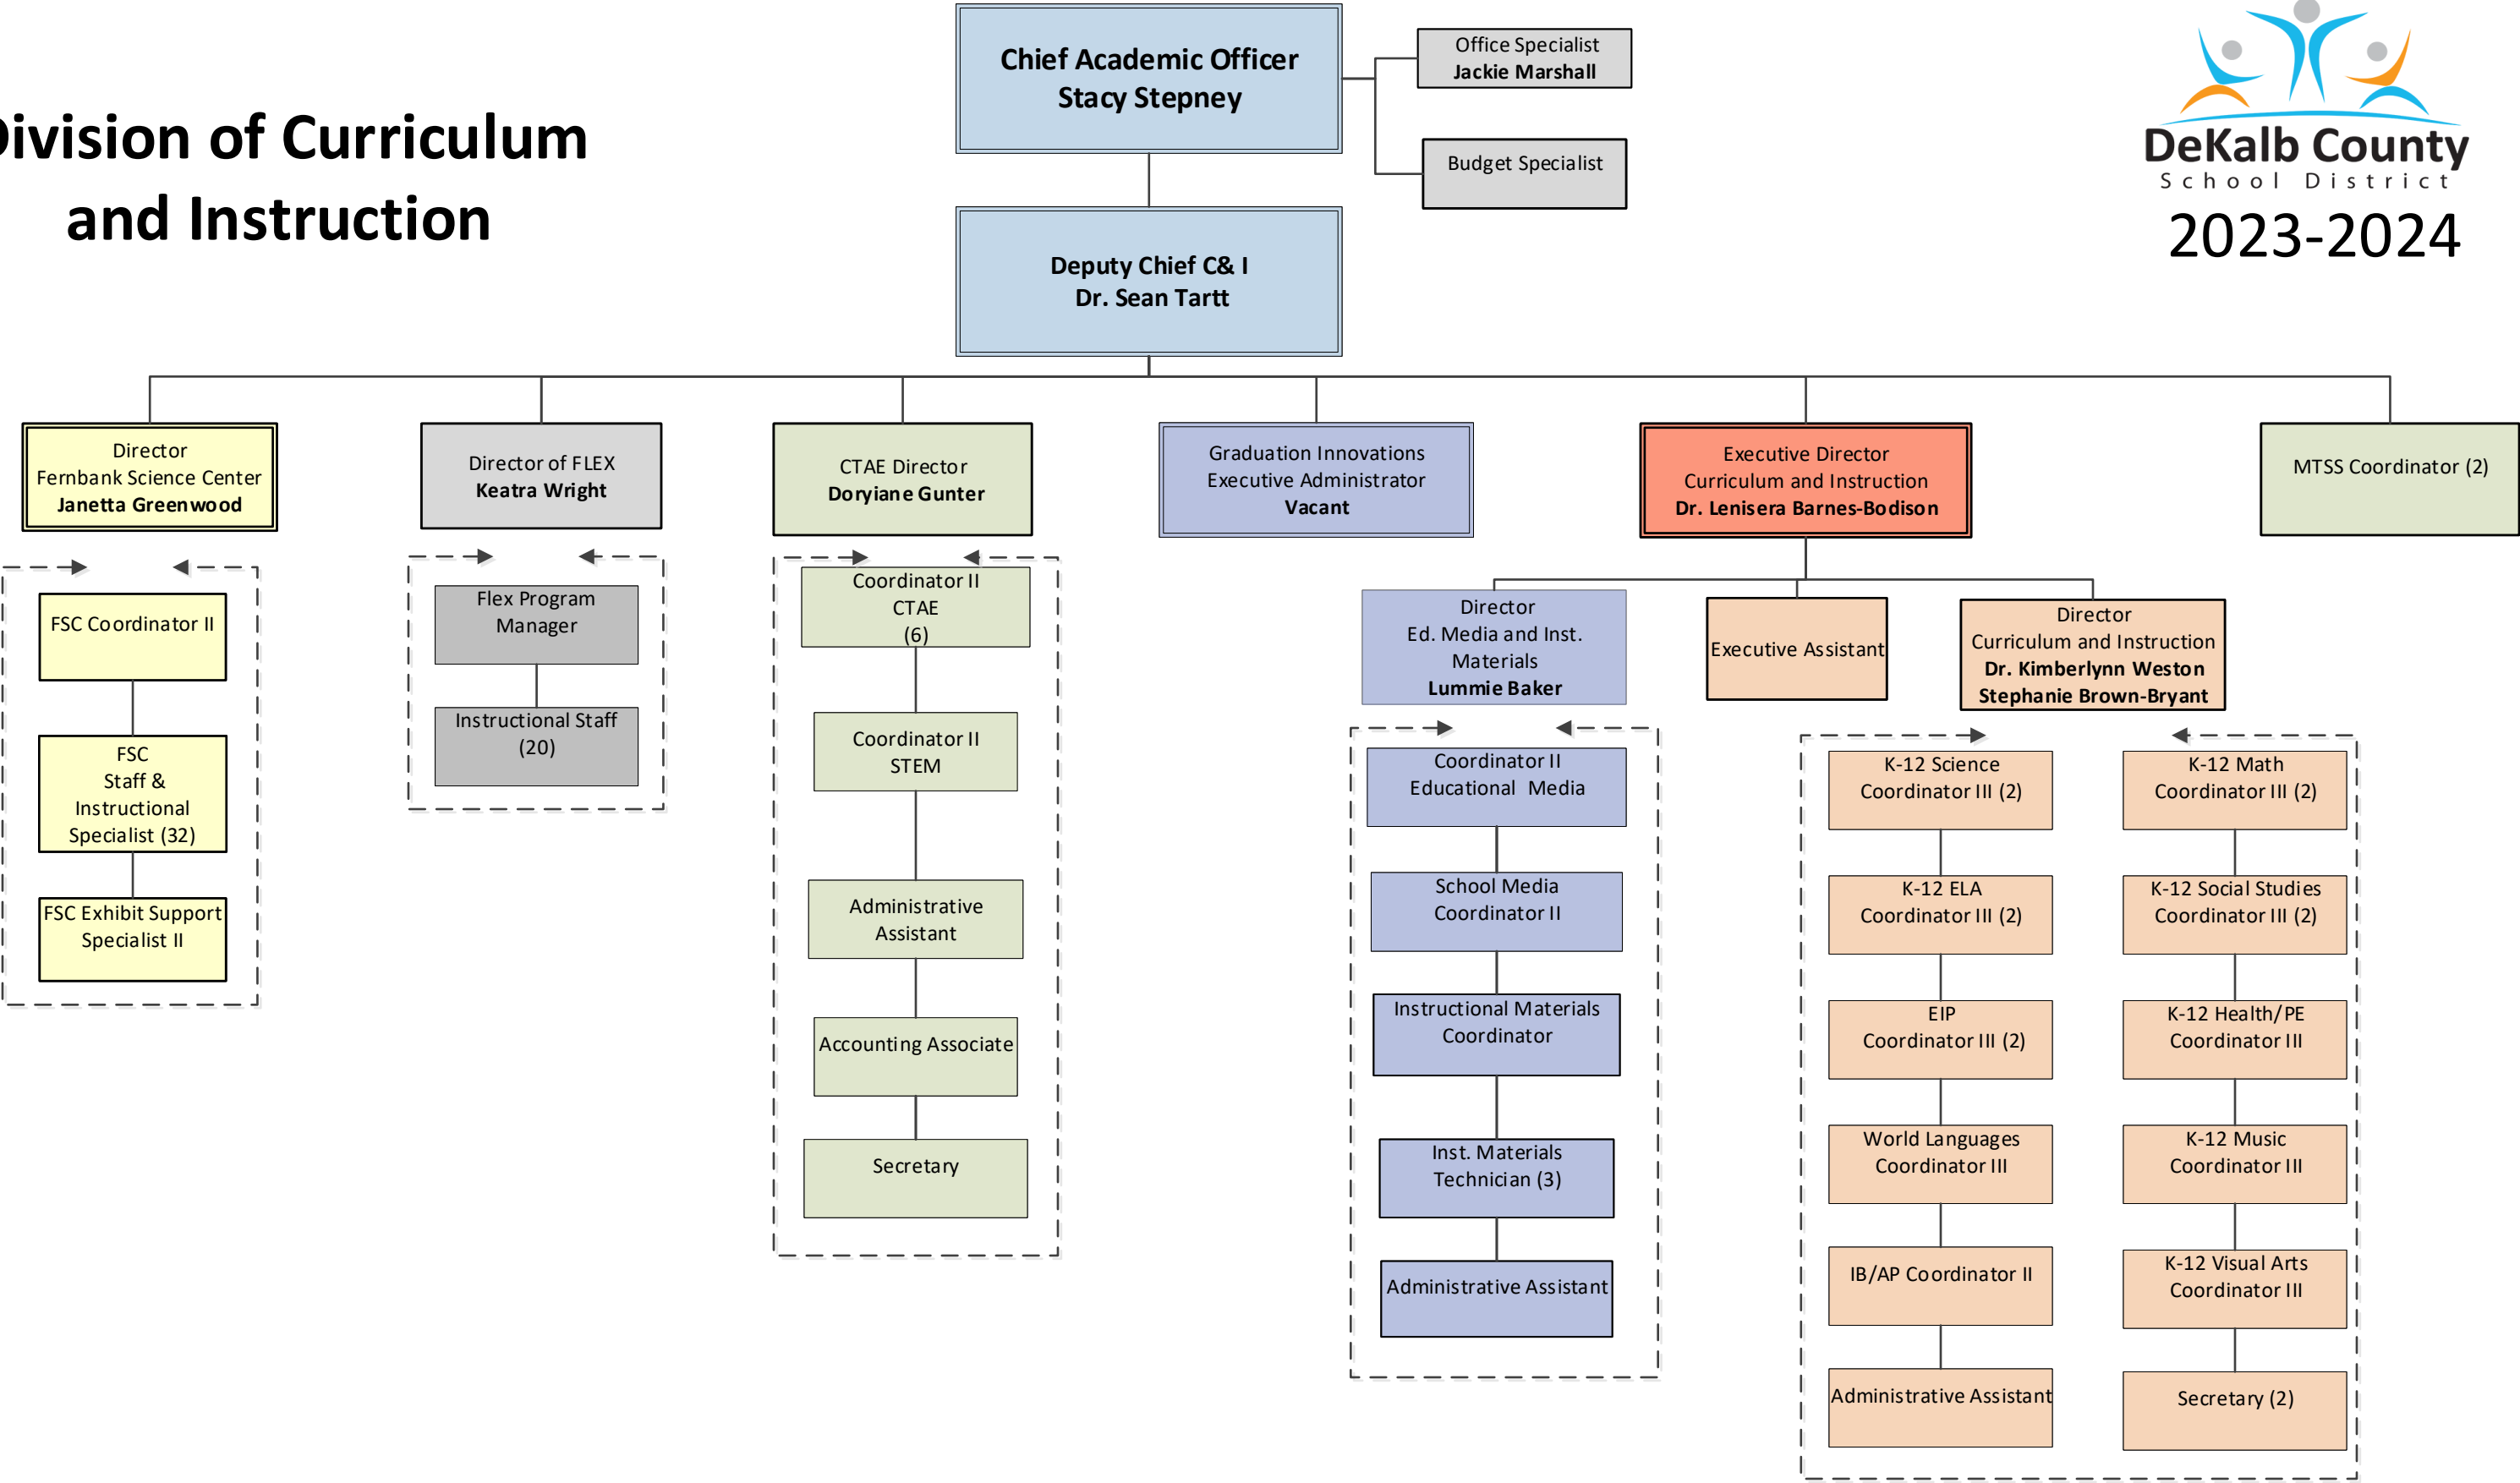 Division of Curriculum
and Instruction
Chief Academic Officer
Stacy Stepney
Office Specialist
Jackie Marshall
Budget Specialist
DeKalb County
School District
2023-2024
Deputy Chief C& I
Dr. Sean Tartt
Director
Fernbank Science Center
Janetta Greenwood
Director of FLEX
Keatra Wright
CTAE Director
Doryiane Gunter
Graduation Innovations
Executive Administrator
Vacant
Executive Director
Curriculum and Instruction
Dr. Lenisera Barnes-Bodison
MTSS Coordinator (2)
FSC Coordinator II
FSC
Staff &
Instructional
Specialist (32)
FSC Exhibit Support
Specialist II
Flex Program
Manager
Instructional Staff
(20)
Coordinator II
CTAE
(6)
Coordinator II
STEM
Administrative
Assistant
Accounting Associate
Secretary
Director
Ed. Media and Inst.
Materials
Lummie Baker
Executive Assistant
Director
Curriculum and Instruction
Dr. Kimberlynn Weston
Stephanie Brown-Bryant
Coordinator II
Educational  Media
School Media
Coordinator II
Instructional Materials
Coordinator
Inst. Materials
Technician (3)
Administrative Assistant
K-12 Science
Coordinator III (2)
K-12 ELA
Coordinator III (2)
EIP
Coordinator III (2)
World Languages
Coordinator III
IB/AP Coordinator II
Administrative Assistant
K-12 Math
Coordinator III (2)
K-12 Social Studies
Coordinator III (2)
K-12 Health/PE
Coordinator III
K-12 Music
Coordinator III
K-12 Visual Arts
Coordinator III
Secretary (2)